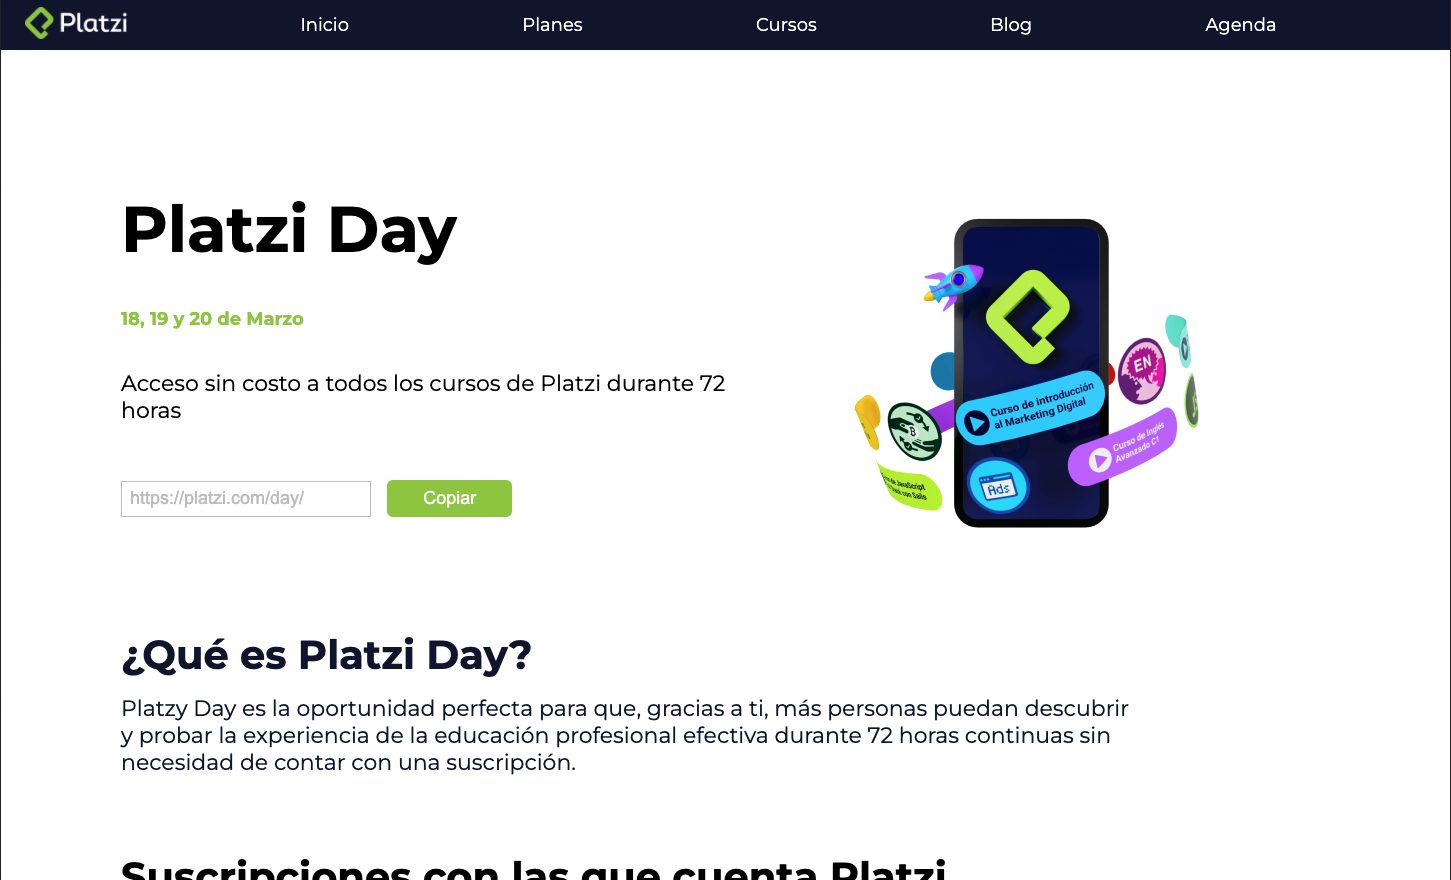 Platzi
Inicio
Planes
Cursos
Blog
Agenda
Platzi Day
18, 19 y 20 de Marzo
Acceso sin costo a todos los cursos de Platzi durante 72
horas
https://platzi.com/day/
Copiar
EN
Curso de introducción
al Marketing Digital
Curso de Inglés
Avanzado C1
Ads
de JavaScript
con Sails
¿Qué es Platzi Day?
Platzy Day es la oportunidad perfecta para que, gracias a ti, más personas puedan descubrir
y probar la experiencia de la educación profesional efectiva durante 72 horas continuas sin
necesidad de contar con una suscripción.
Suscripciones con las que cuenta Platzi